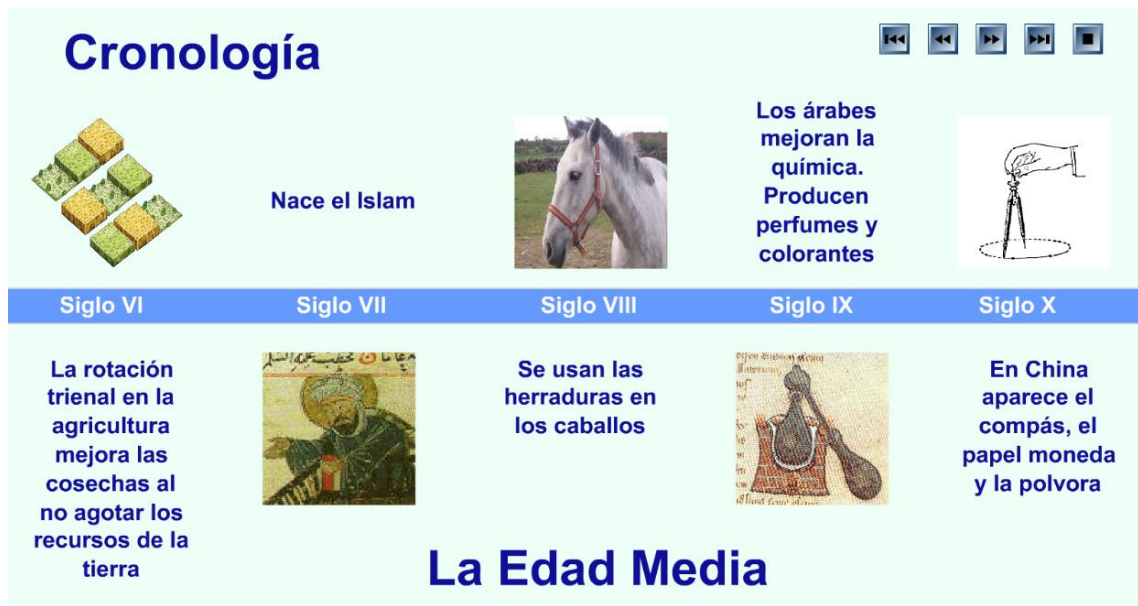 Cronología
Nace el Islam
Los árabes
mejoran la
química.
Producen
perfumes y
colorantes
Siglo VI
Siglo VII
Siglo VIII
Siglo IX
Siglo X
La rotación
trienal en la
agricultura
mejora las
cosechas al
no agotar los
recursos de la
tierra
Se usan las
herraduras en
los caballos
En China
aparece el
compás, el
papel moneda
y la polvora
La Edad Media